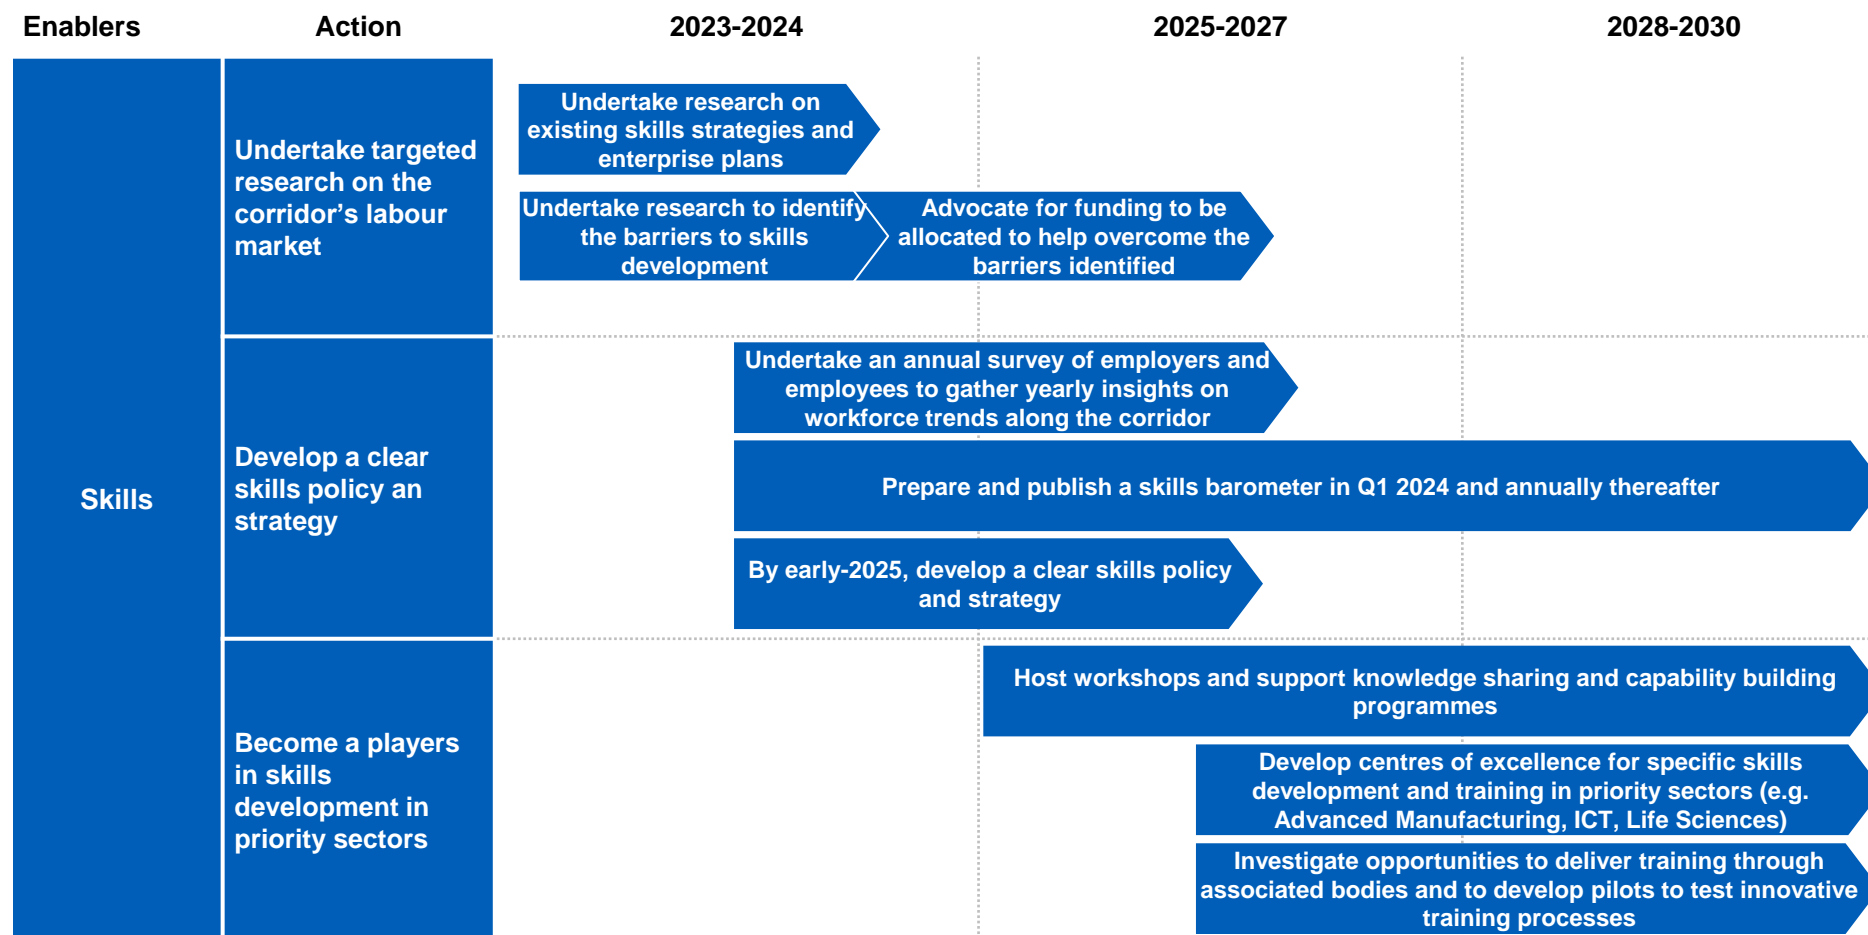 Enablers
Action
2023-2024
2025-2027
2028-2030
Skills
Undertake targeted
research on the
corridor’s labour
market
Undertake research on
existing skills strategies and
enterprise plans
Undertake research to identify
the barriers to skills
development
Advocate for funding to be
allocated to help overcome the
barriers identified
Develop a clear
skills policy an
strategy
Undertake an annual survey of employers and
employees to gather yearly insights on
workforce trends along the corridor
Prepare and publish a skills barometer in Q1 2024 and annually thereafter
By early-2025, develop a clear skills policy
and strategy
Become a players
in skills
development in
priority sectors
Host workshops and support knowledge sharing and capability building
programmes
Develop centres of excellence for specific skills
development and training in priority sectors (e.g.
Advanced Manufacturing, ICT, Life Sciences)
Investigate opportunities to deliver training through
associated bodies and to develop pilots to test innovative
training processes